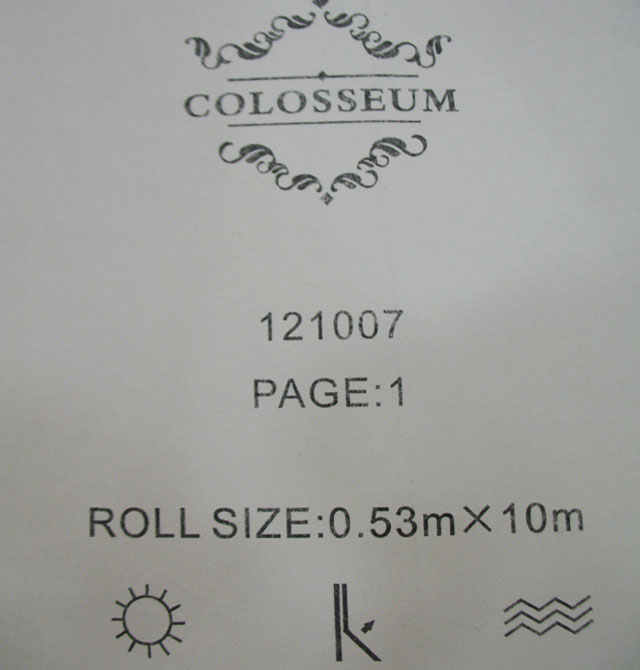 COLOSSEUM
121007
PAGE:1
ROLL SIZE:0.53m×10m